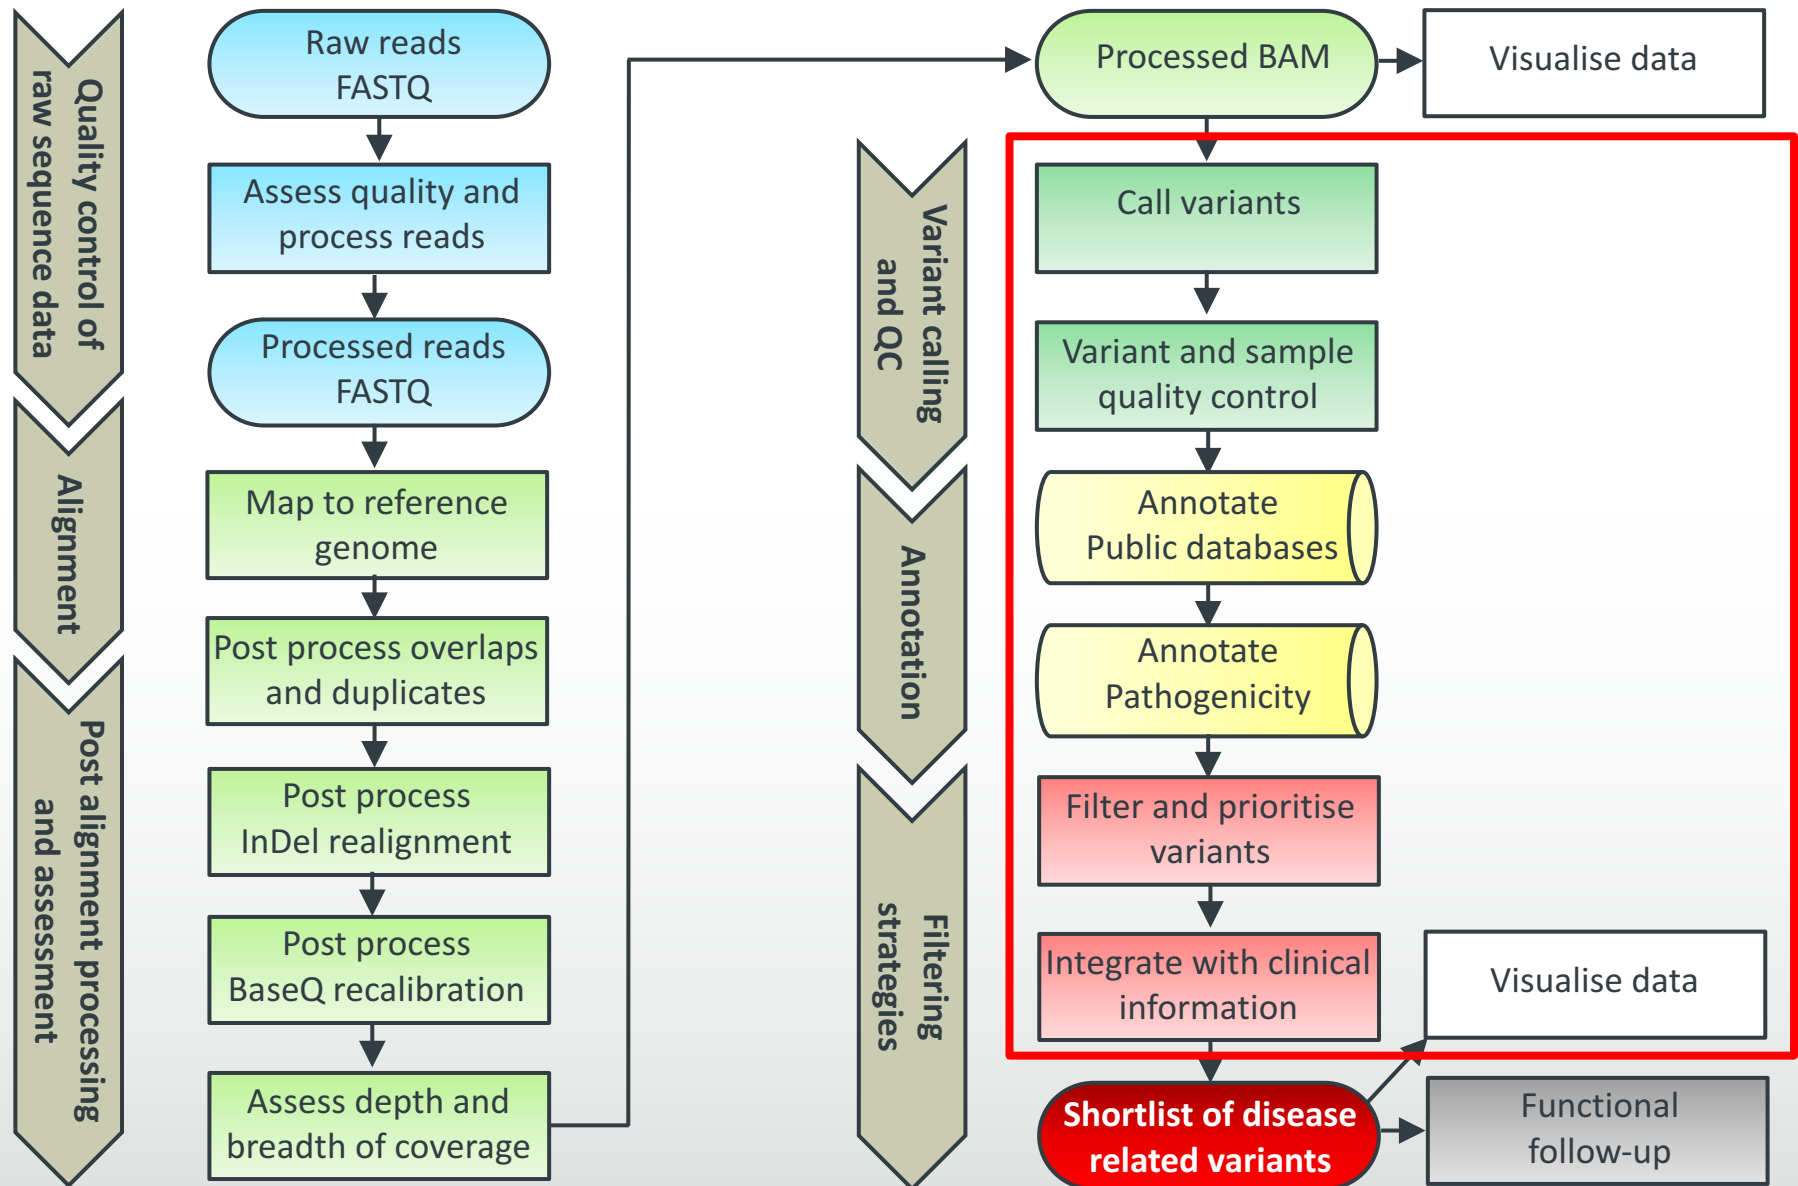 Quality control of
raw sequence data
Alignment
Post alignment processing
and assessment
Raw reads
FASTQ
Assess quality and
process reads
Processed reads
FASTQ
Map to reference
genome
Post process overlaps
and duplicates
Post process
InDel realignment
Post process
BaseQ recalibration
Assess depth and
breadth of coverage
Variant calling
and QC
Annotation
Filtering
strategies
Processed BAM
Visualise data
Call variants
Variant and sample
quality control
Annotate
Public databases
Annotate
Pathogenicity
Filter and prioritise
variants
Integrate with clinical
information
Visualise data
Shortlist of disease
related variants
Functional
follow-up